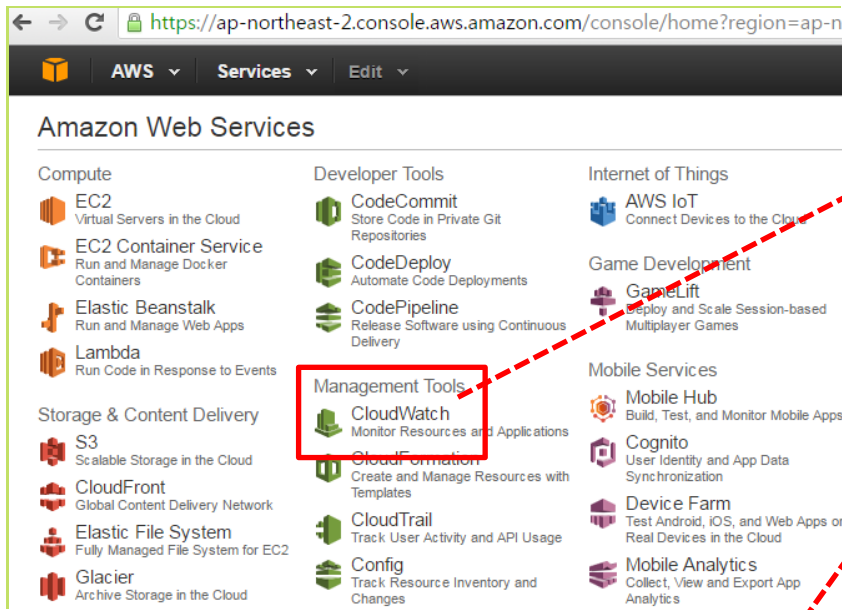 https://ap-northeast-2.console.aws.amazon.com/console/home?region=ap-n
AWS Services Edit
Amazon Web Services
Compute
EC2
Virtual Servers in the Cloud
EC2 Container Service
Run and Manage Docker
Containers
Elastic Beanstalk
Run and Manage Web Apps
Lambda
Run Code in Response to Events
Storage & Content Delivery
S3
Scalable Storage in the Cloud
CloudFront
Global Content Delivery Network
Elastic File System
Fully Managed File System for EC2
Glacier
Archive Storage in the Cloud
Developer Tools
CodeCommit
Store Code in Private Git
Repositories
CodeDeploy
Automate Code Deployments
CodePipeline
Release Software using Continuous
Delivery
Management Tools
CloudWatch
Monitor Resources and Applications
CloudFormation
Create and Manage Resources with
Templates
CloudTrail
Track User Activity and API Usage
Config
Track Resource Inventory and
Changes
Internet of Things
AWS IoT
Connect Devices to the Cloud
Game Development
GameLift
Deploy and Scale Session-based
Multiplayer Games
Mobile Services
Mobile Hub
Build, Test, and Monitor Mobile Apps
Cognito
User Identity and App Data
Synchronization
Device Farm
Test Android, iOS, and Web Apps on
Real Devices in the Cloud
Mobile Analytics
Collect, View and Export App
Analytics